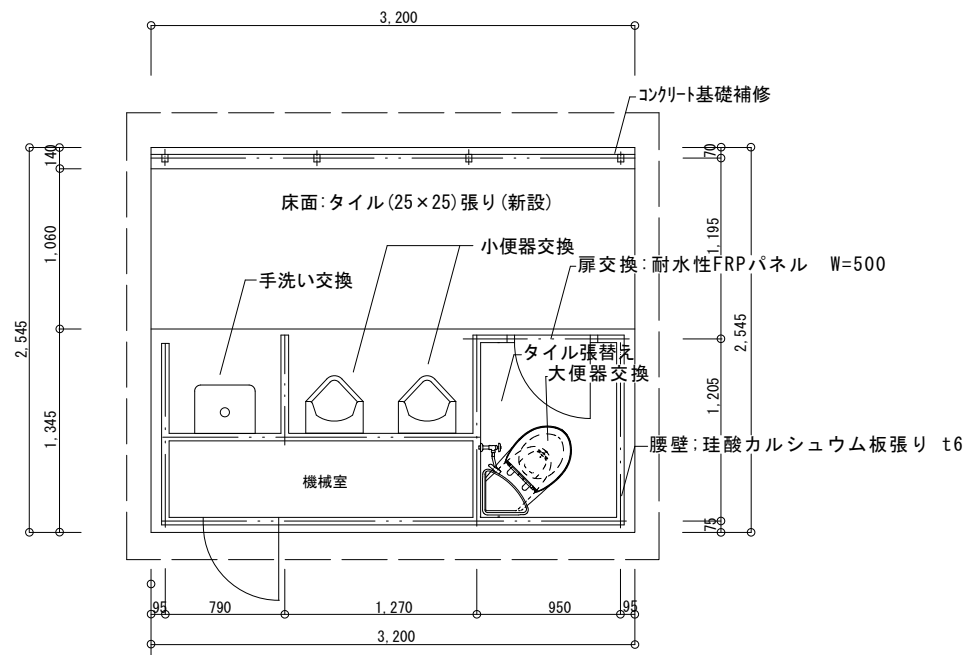 3,200
コンクリート基礎補修
140
70
床面:タイル(25×25)張り(新設)
1,060
1,195
小便器交換
扉交換:耐水性FRPパネル　W=500
手洗い交換
2,545
2,545
タイル張替え
大便器交換
1,345
1,205
腰壁;珪酸カルシュウム板張り t6
機械室
75
95
790
1,270
950
95
3,200